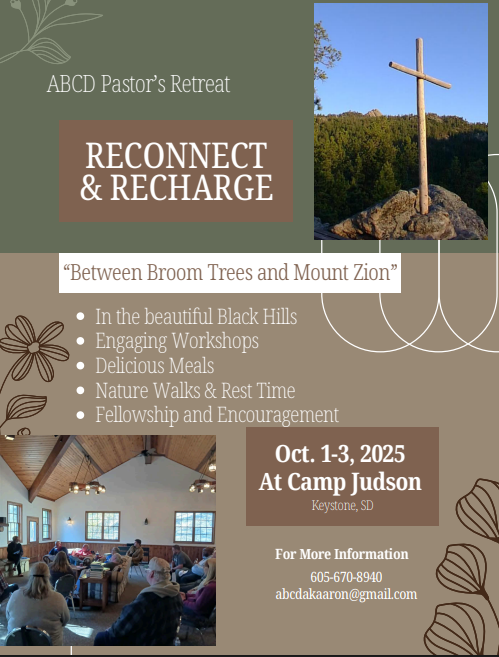 ABCD Pastor's Retreat
RECONNECT
& RECHARGE
“Between Broom Trees and Mount Zion”
• In the beautiful Black Hills
• Engaging Workshops
• Delicious Meals
• Nature Walks & Rest Time
• Fellowship and Encouragement
Oct. 1-3, 2025
At Camp Judson
Keystone, SD
For More Information
605-670-8940
abcdakaaron@gmail.com